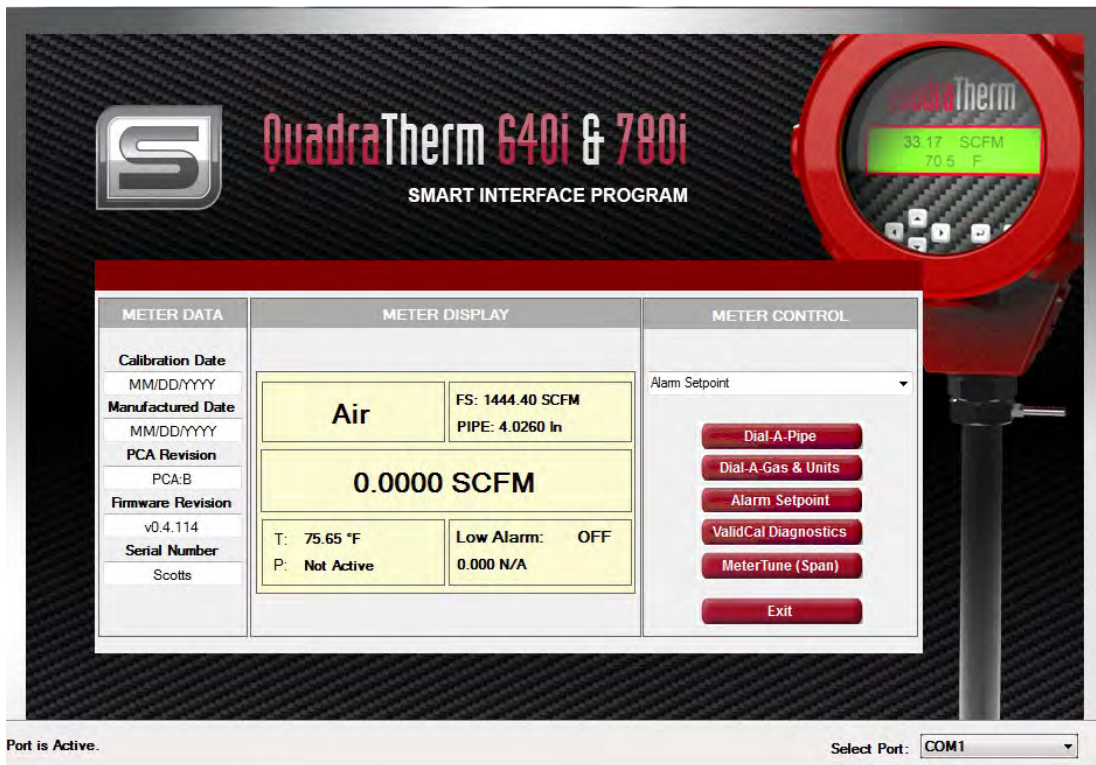 QuadraTherm 640i & 780i
SMART INTERFACE PROGRAM
QuadraTherm
33.17 SCFM
70.5 F
METER DATA
Calibration Date
MM/DD/YYYY
Manufactured Date
MM/DD/YYYY
PCA Revision
PCA:B
Firmware Revision
v0.4.114
Serial Number
Scotts
METER DISPLAY
Air
FS: 1444.40 SCFM
PIPE: 4.0260 In
0.0000 SCFM
T: 75.65 °F
P: Not Active
Low Alarm: OFF
0.000 N/A
METER CONTROL
Alarm Setpoint
Dial-A-Pipe
Dial-A-Gas & Units
Alarm Setpoint
ValidCal Diagnostics
MeterTune (Span)
Exit
Port is Active.
Select Port: COM1